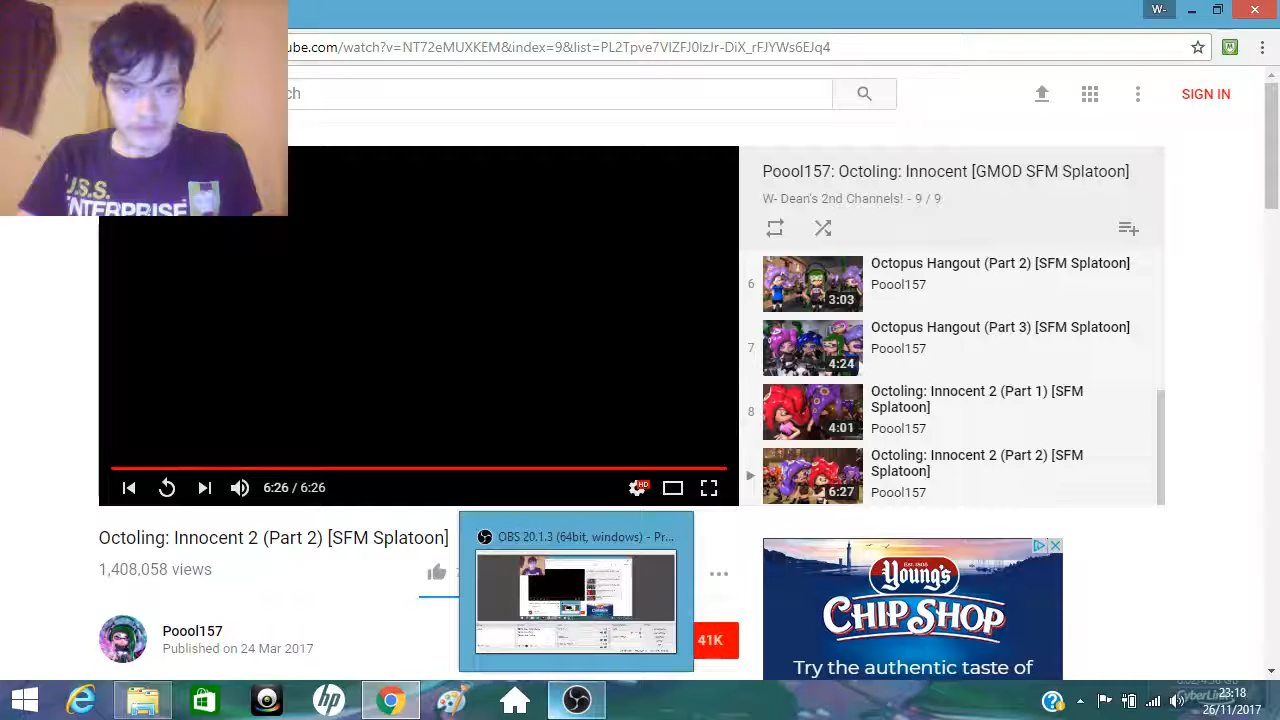 W-
ube.com/watch?v=NT72eMUXKEM&index=9&list=PL2Tpve7VIZFJ0IzJr-DiX_rFJYWs6EJq4
ch
SIGN IN
U.S.S.
ENTERPRISE
Poool157: Octoling: Innocent [GMOD SFM Splatoon]
W- Dean's 2nd Channels! - 9 / 9
6
Octopus Hangout (Part 2) [SFM Splatoon]
Poool157
3:03
7
Octopus Hangout (Part 3) [SFM Splatoon]
Poool157
4:24
8
Octoling: Innocent 2 (Part 1) [SFM
Splatoon]
Poool157
4:01
Octoling: Innocent 2 (Part 2) [SFM
Splatoon]
Poool157
6:27
6:26 / 6:26
HD
Octoling: Innocent 2 (Part 2) [SFM Splatoon]
1,408,058 views
OBS 20.1.3 (64bit, windows) - Pr...
Poool157
Published on 24 Mar 2017
41K
EST. 1805
Young's
CHIP SHOP
Try the authentic taste of
hp
23:18
26/11/2017